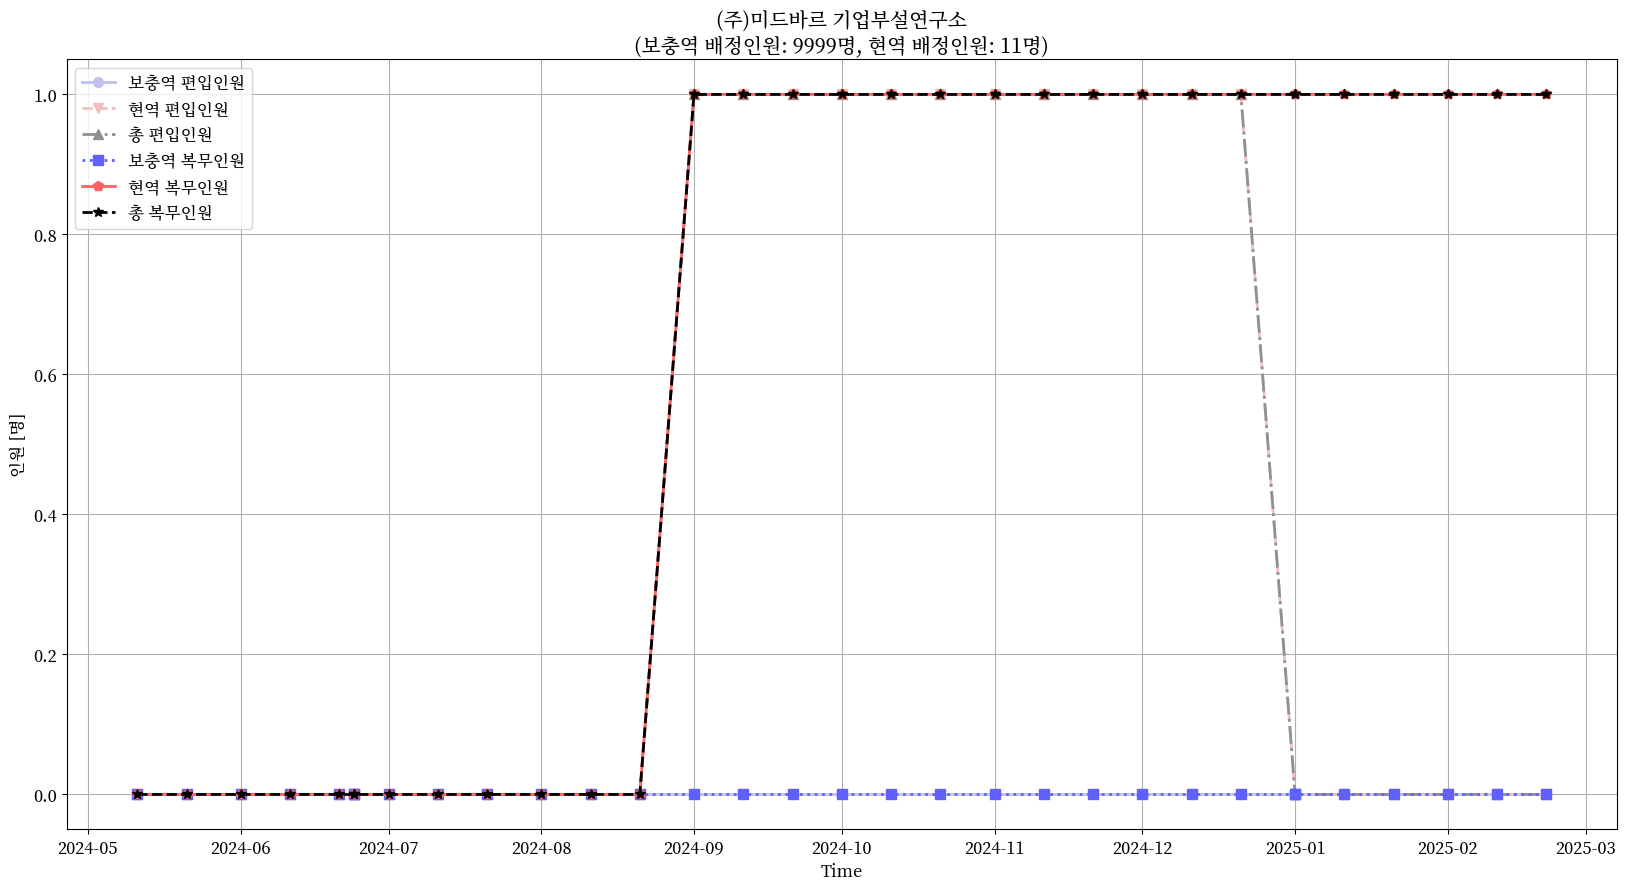 (주)미드바르 기업부설연구소
(보충역 배정인원: 9999명, 현역 배정인원: 11명)
보충역 편입인원
현역 편입인원
총 편입인원
보충역 복무인원
현역 복무인원
총 복무인원
인원 [명]
1.0
0.8
0.6
0.4
0.2
0.0
2024-05 2024-06 2024-07 2024-08 2024-09 2024-10 2024-11 2024-12 2025-01 2025-02 2025-03
Time